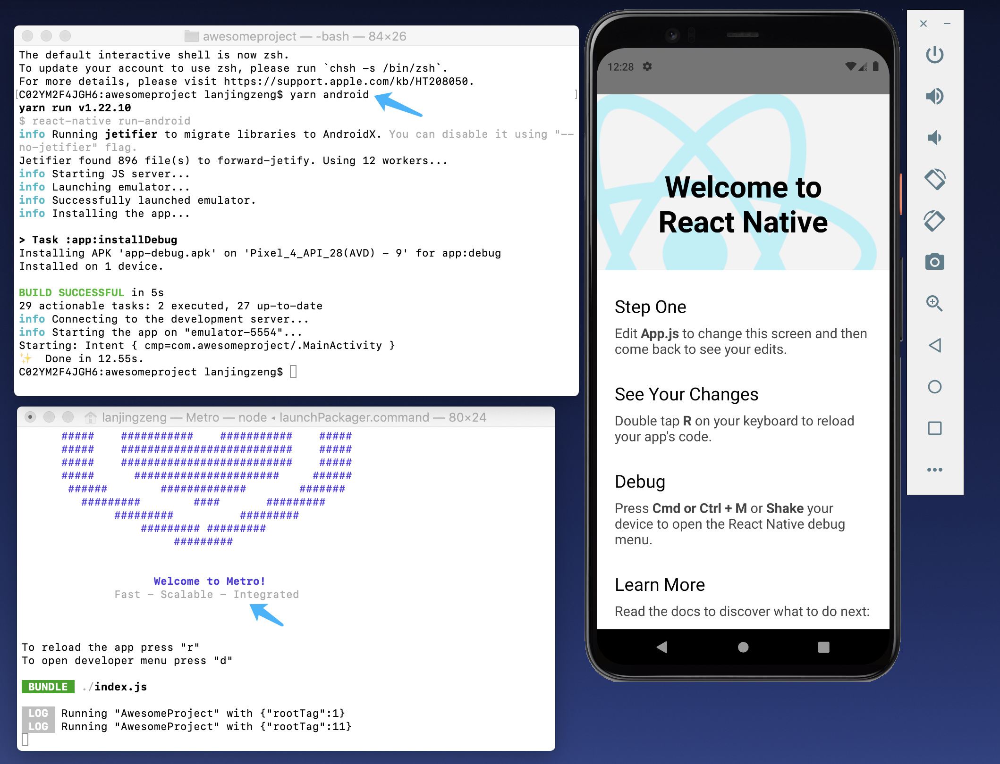 awesomeproject — -bash — 84×26
The default interactive shell is now zsh.
To update your account to use zsh, please run `chsh -s /bin/zsh`.
For more details, please visit https://support.apple.com/kb/HT208050.
[C02YM2F4JGH6:awesomeproject lanjingzeng$ yarn android ]
yarn run v1.22.10
$ react-native run-android
info Running jetifier to migrate libraries to AndroidX. You can disable it using "--
no-jetifier" flag.
Jetifier found 896 file(s) to forward-jetify. Using 12 workers...
info Starting JS server...
info Launching emulator...
info Successfully launched emulator.
info Installing the app...
> Task :app:installDebug
Installing APK 'app-debug.apk' on 'Pixel_4_API_28(AVD) - 9' for app:debug
Installed on 1 device.
BUILD SUCCESSFUL in 5s
29 actionable tasks: 2 executed, 27 up-to-date
info Connecting to the development server...
info Starting the app on "emulator-5554"...
Starting: Intent { cmp=com.awesomeproject/.MainActivity }
✨ Done in 12.55s.
C02YM2F4JGH6:awesomeproject lanjingzeng$
lanjingzeng — Metro — node ◂ launchPackager.command — 80×24
#####    ###########    ###########    #####
#####    ##########################    #####
#####    ##########################    #####
#####      ######################     ######
######        #############        #######
#########        ####       #########
#########          #########
######### #########
#########
Welcome to Metro!
Fast - Scalable - Integrated
To reload the app press "r"
To open developer menu press "d"
BUNDLE ./index.js
LOG Running "AwesomeProject" with {"rootTag":1}
LOG Running "AwesomeProject" with {"rootTag":11}
12:28
Welcome to
React Native
Step One
Edit App.js to change this screen and then
come back to see your edits.
See Your Changes
Double tap R on your keyboard to reload
your app's code.
Debug
Press Cmd or Ctrl + M or Shake your
device to open the React Native debug
menu.
Learn More
Read the docs to discover what to do next: